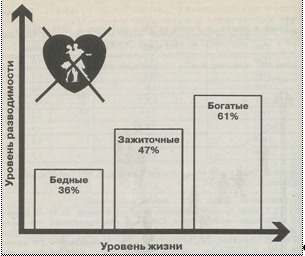 Уровень разводимости
Богатые
61%
Зажиточные
47%
Бедные
36%
Уровень жизни